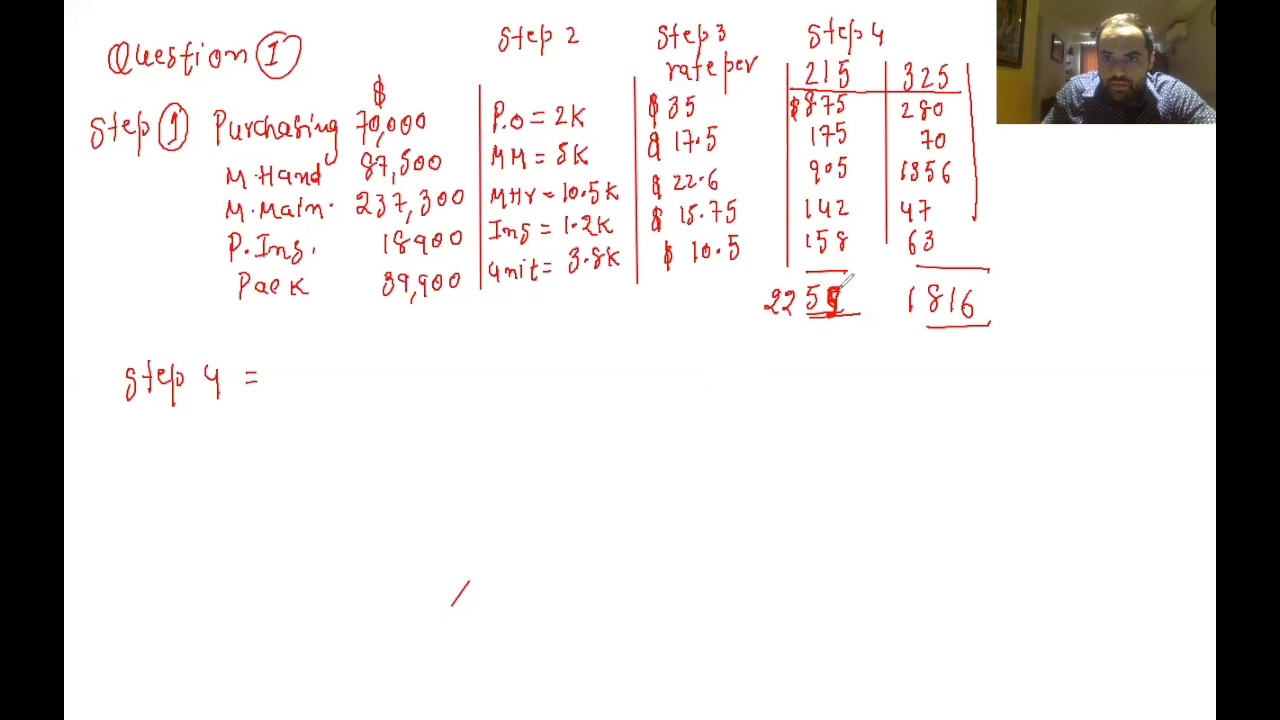 Question 1
Step 2 Step 3 Step 4
rate per 215 325
Step 1 Purchasing $ 70,000 P.O = 2K $ 35 $875 280
M.Hand 87,500 MM = 5K $ 17.5 175 70
M.Main. 237,300 MHr = 10.5K $ 22.6 905 1356
P.Ins. 18900 Ins = 1.2K $ 15.75 142 47
Pack 39,900 unit = 3.8K $ 10.5 158 63
225 1816
Step 4 =